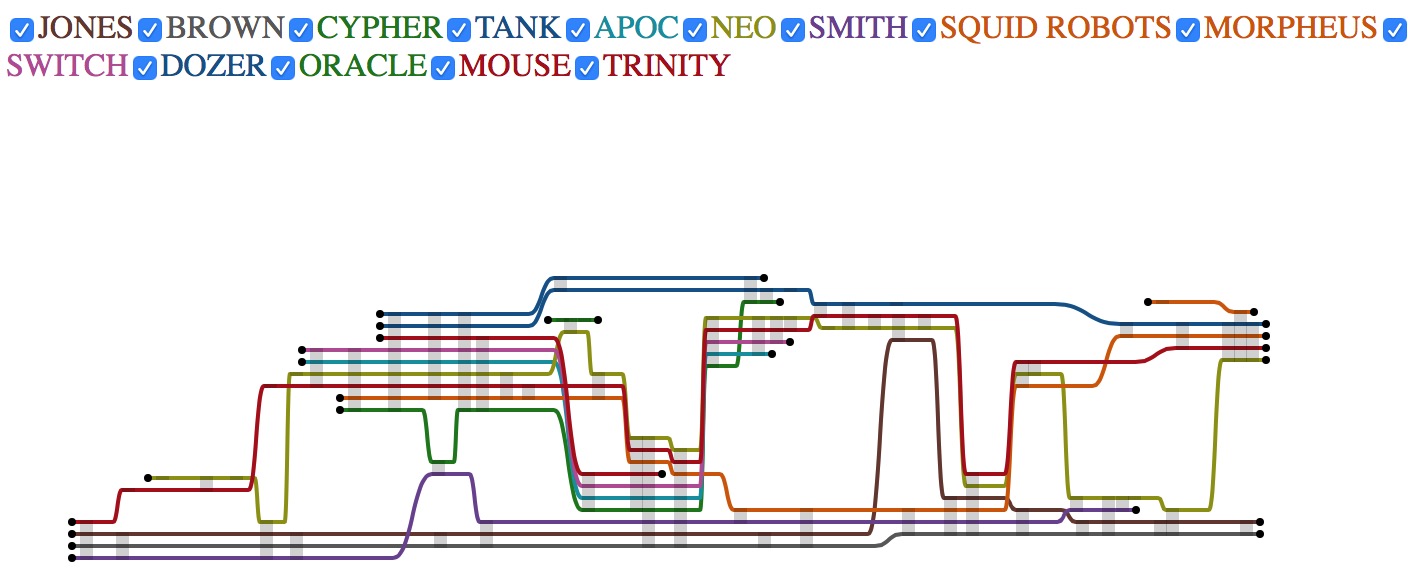 JONES BROWN CYPHER TANK APOC NEO SMITH SQUID ROBOTS MORPHEUS
SWITCH DOZER ORACLE MOUSE TRINITY